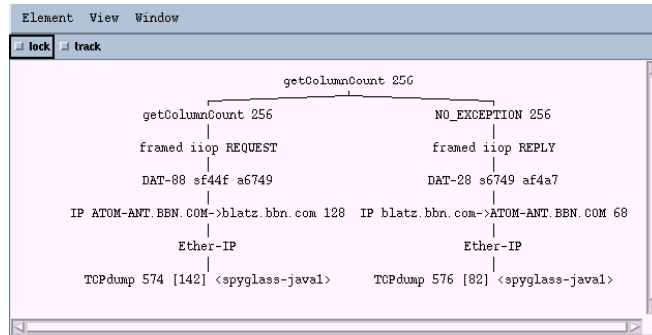 Element View Window
lock track
getColumnCount 256
getColumnCount 256 NO_EXCEPTION 256
framed iiop REQUEST framed iiop REPLY
DAT-88 sf44f a6749 DAT-28 s6749 af4a7
IP ATOM-ANT.BBN.COM->blatz.bbn.com 128 IP blatz.bbn.com->ATOM-ANT.BBN.COM 68
Ether-IP Ether-IP
TCPdump 574 [142] <spyglass-java1> TCPdump 576 [82] <spyglass-java1>